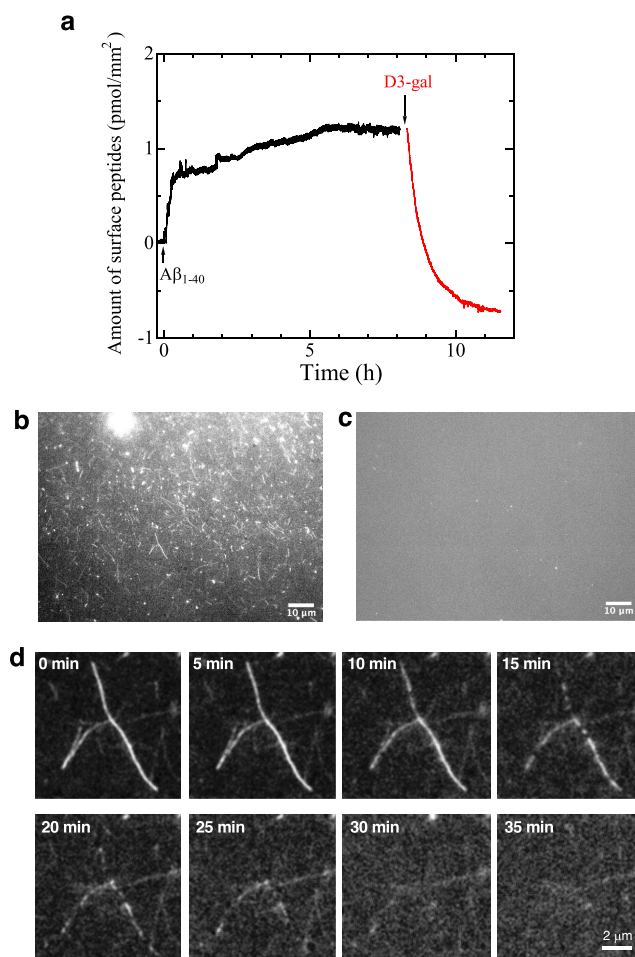 a
Amount of surface peptides (pmol/mm²)
2
1
0
-1
D3-gal
Aβ₁₋₄₀
0
5
10
Time (h)
b
10 μm
c
10 μm
d
0 min
5 min
10 min
15 min
20 min
25 min
30 min
35 min
2 μm